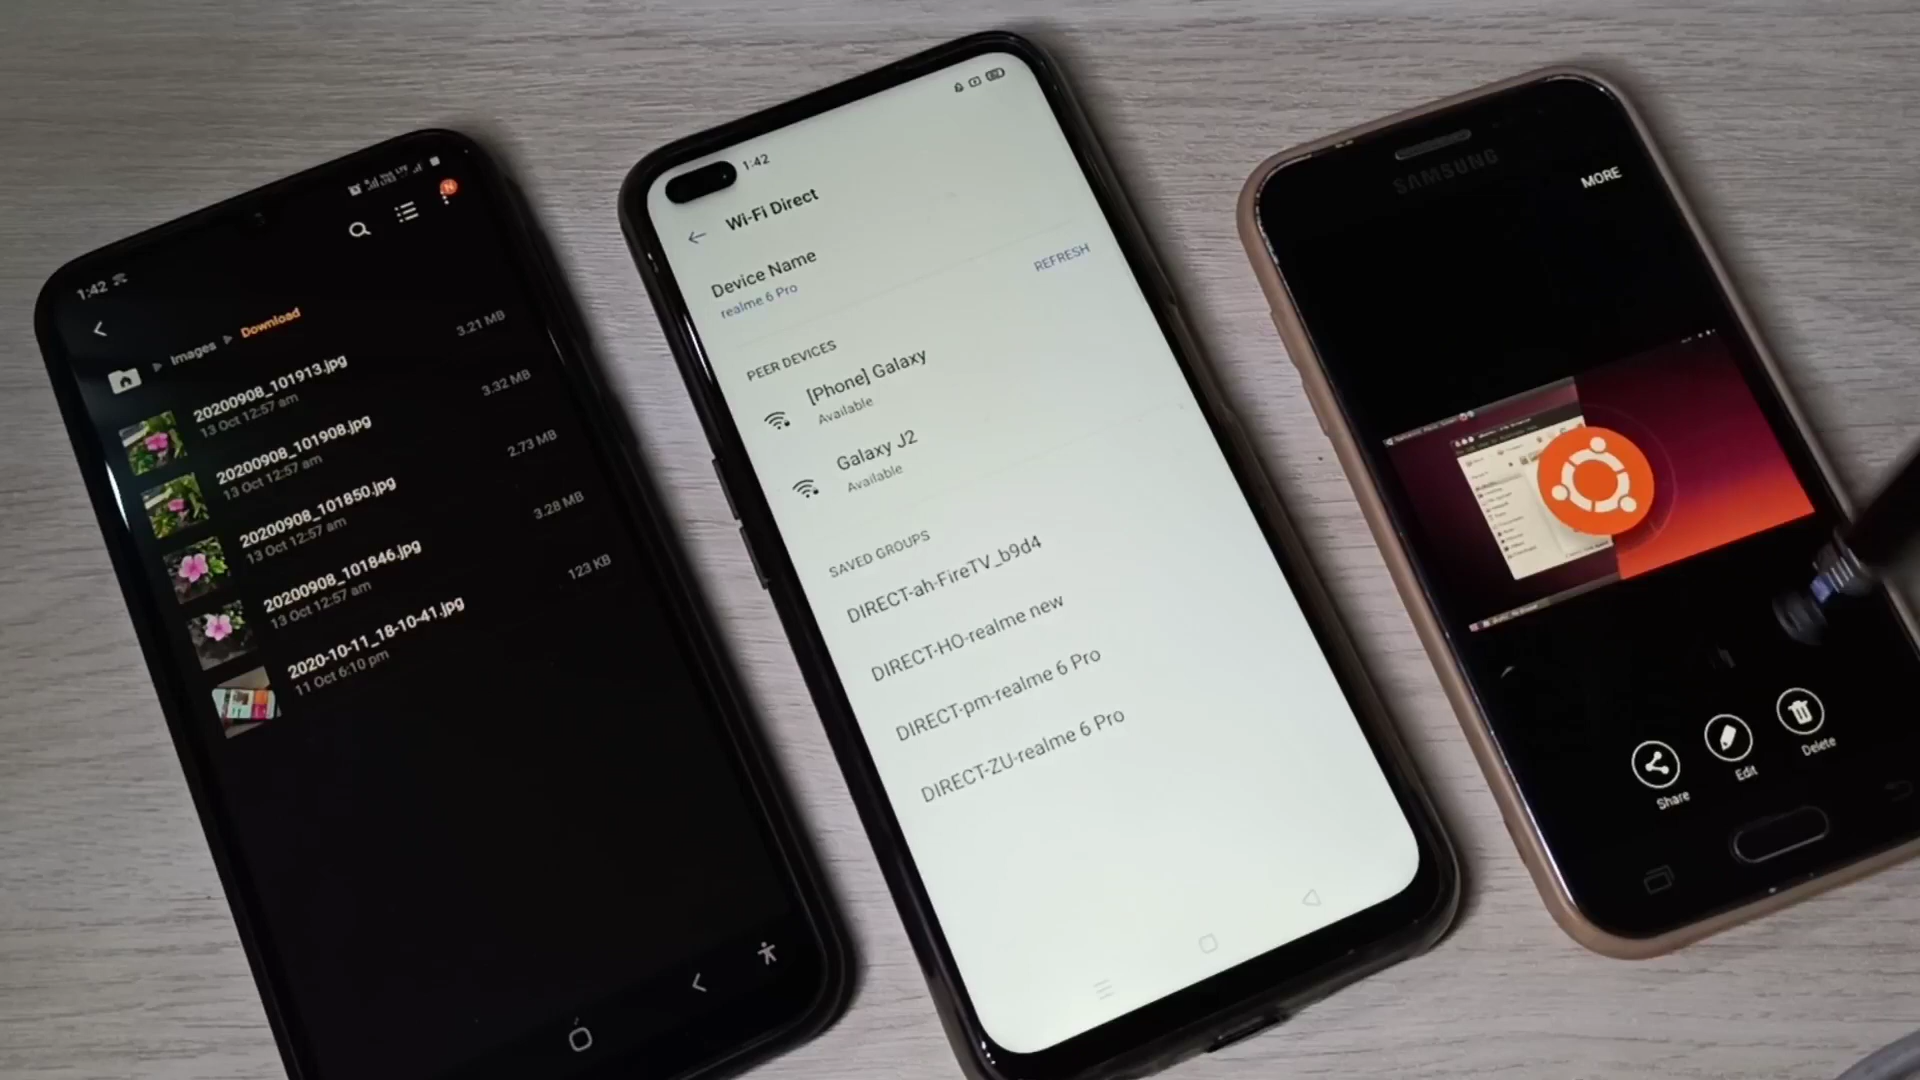 1:42
Images
Download
20200908_101913.jpg
13 Oct 12:57 am
3.21 MB
20200908_101908.jpg
13 Oct 12:57 am
3.32 MB
20200908_101850.jpg
13 Oct 12:57 am
2.73 MB
20200908_101846.jpg
13 Oct 12:57 am
3.28 MB
2020-10-11_18-10-41.jpg
11 Oct 6:10 pm
123 KB
N
1:42
Wi-Fi Direct
Device Name
realme 6 Pro
REFRESH
PEER DEVICES
[Phone] Galaxy
Available
Galaxy J2
Available
SAVED GROUPS
DIRECT-ah-FireTV_b9d4
DIRECT-HO-realme new
DIRECT-pm-realme 6 Pro
DIRECT-ZU-realme 6 Pro
SAMSUNG
MORE
Share
Edit
Delete